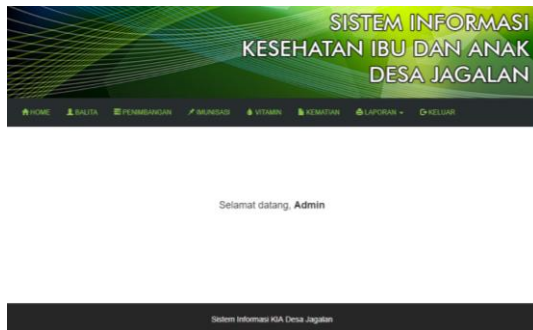 SISTEM INFORMASI
KESEHATAN IBU DAN ANAK
DESA JAGALAN
HOME BALITA PENIMBANGAN IMUNISASI VITAMIN KEMATIAN LAPORAN KELUAR
Selamat datang, Admin
Sistem Informasi KIA Desa Jagalan